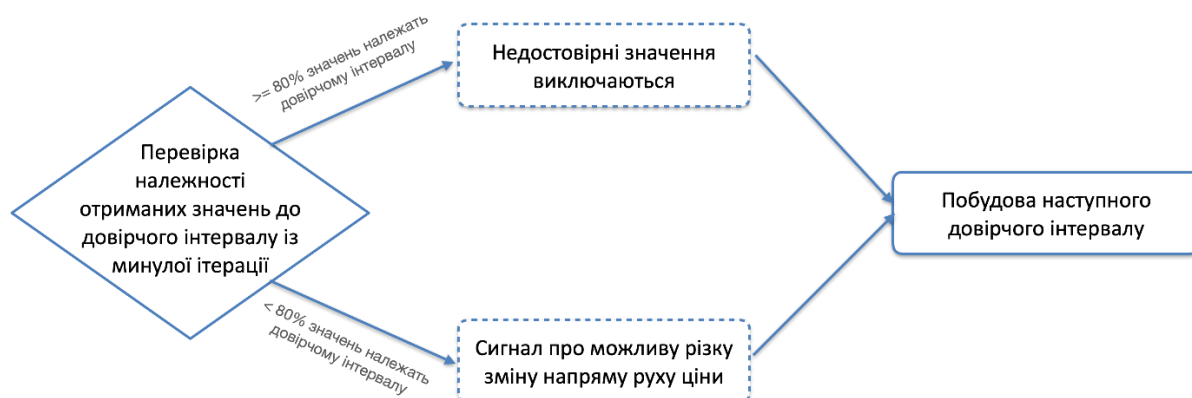 >= 80% значень належать
довірчому інтервалу
Недостовірні значення
виключаються
Перевірка
належності
отриманих значень до
довірчого інтервалу із
минулої ітерації
Побудова наступного
довірчого інтервалу
< 80% значень належать
довірчому інтервалу
Сигнал про можливу різку
зміну напряму руху ціни